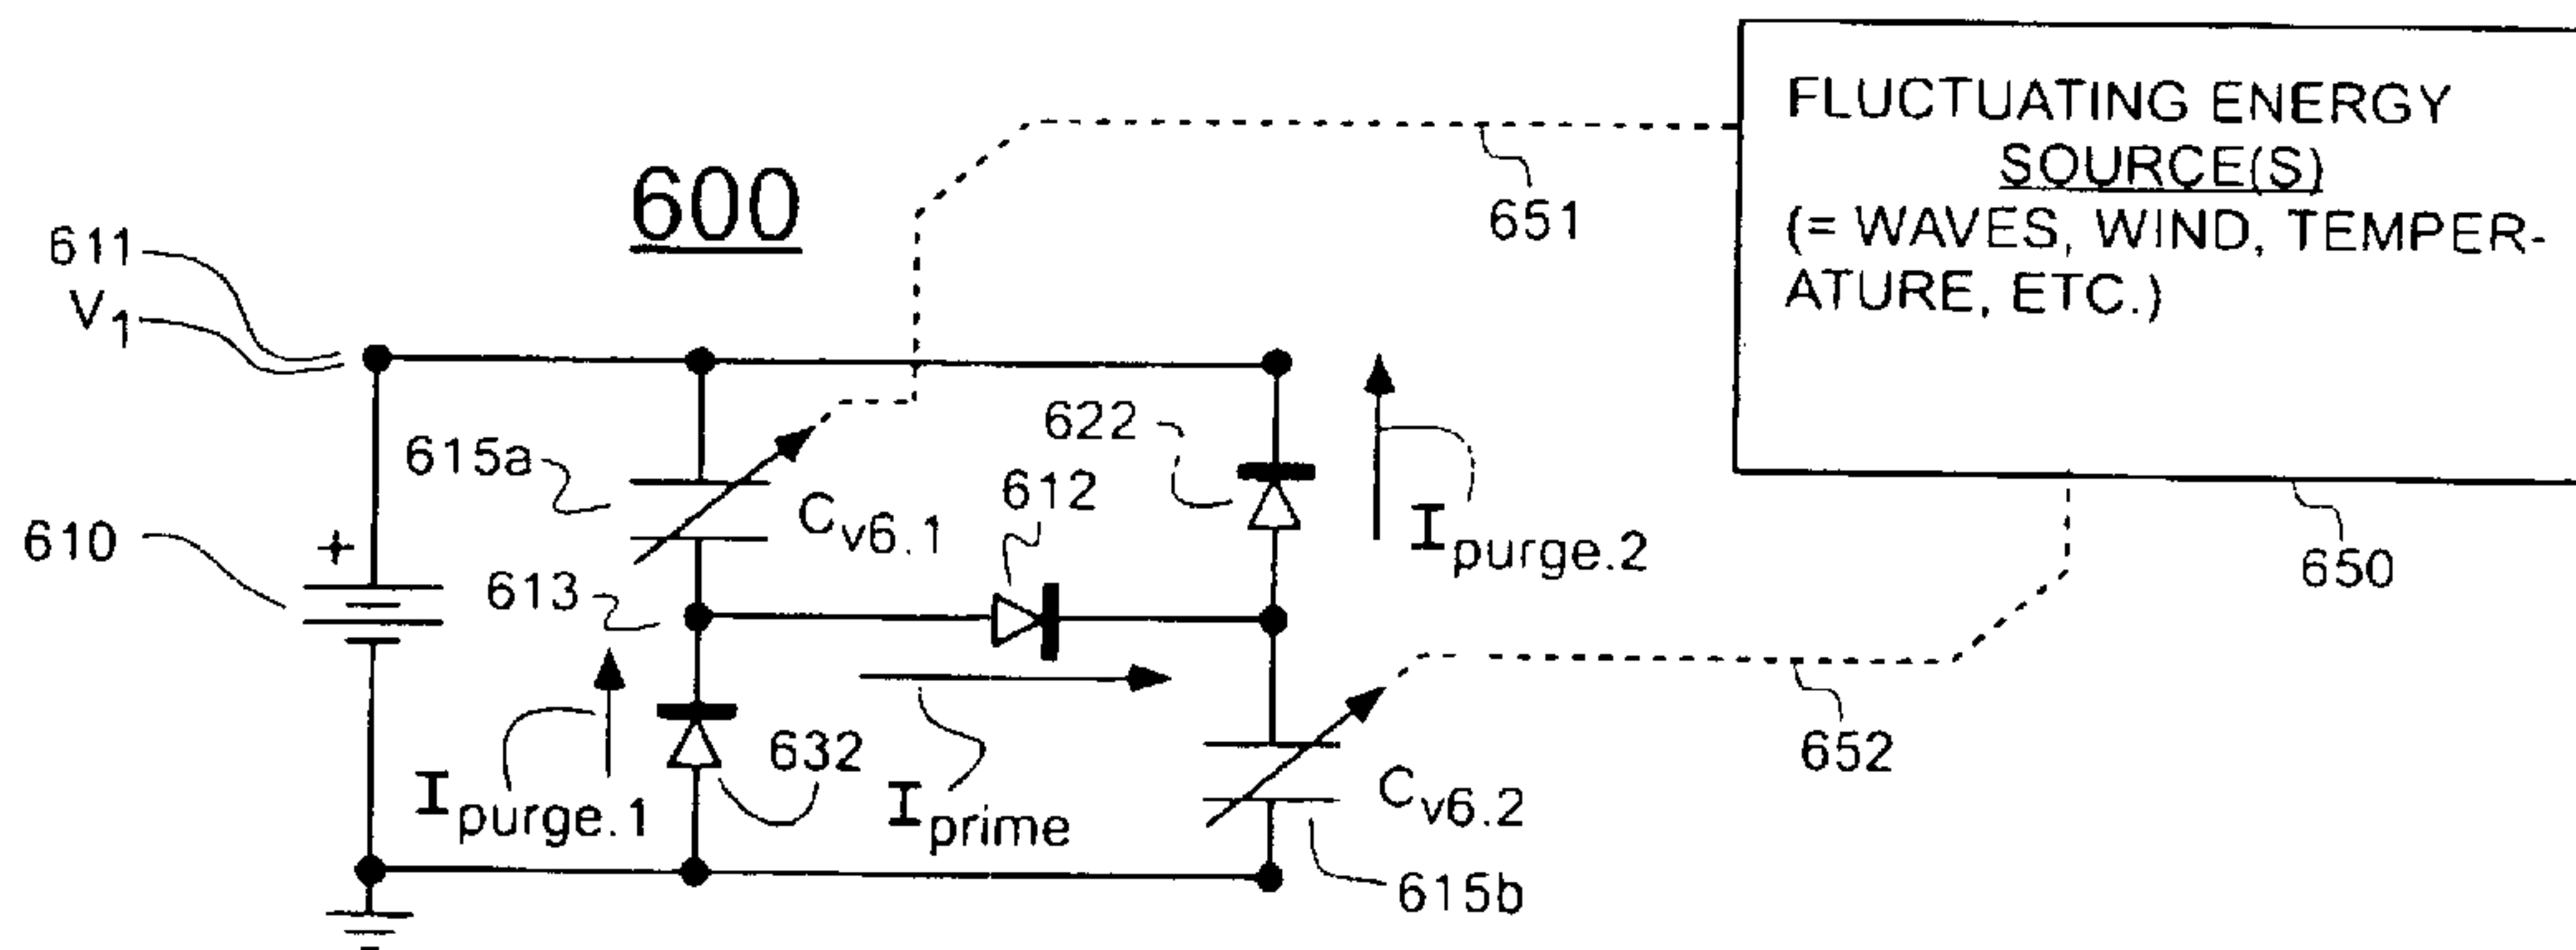 FLUCTUATING ENERGY
SOURCE(S)
(= WAVES, WIND, TEMPER-
ATURE, ETC.)
600
651
611
V1
622
615a
612
Cv6.1
610
+
Ipurge.2
650
613
632
652
Ipurge.1
Iprime
Cv6.2
615b